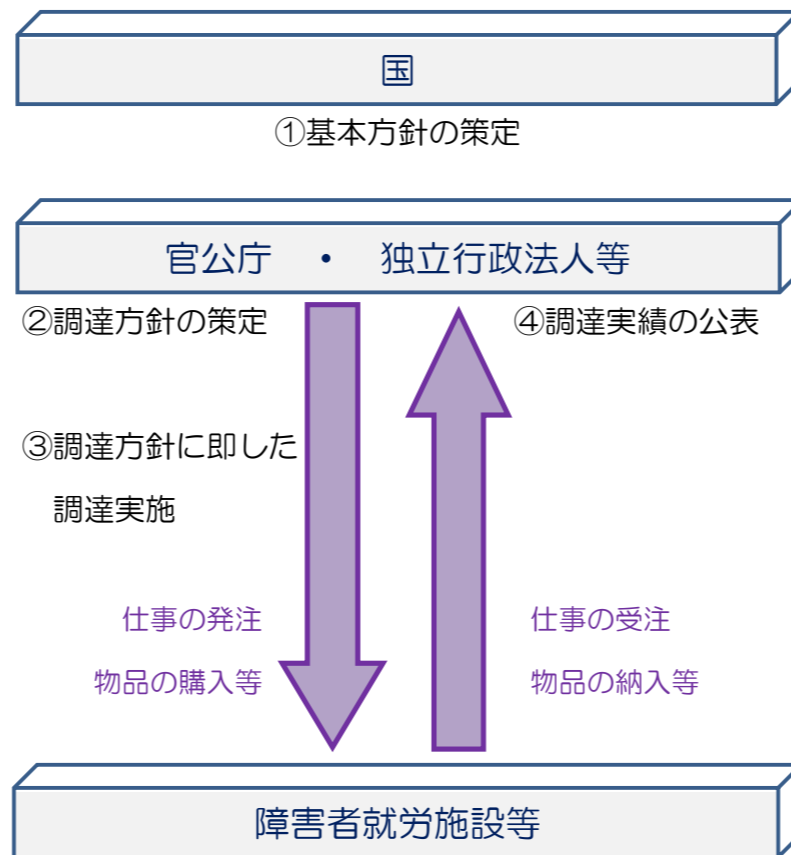 国
①基本方針の策定
官公庁 ・ 独立行政法人等
②調達方針の策定
④調達実績の公表
③調達方針に即した
調達実施
仕事の発注
物品の購入等
仕事の受注
物品の納入等
障害者就労施設等